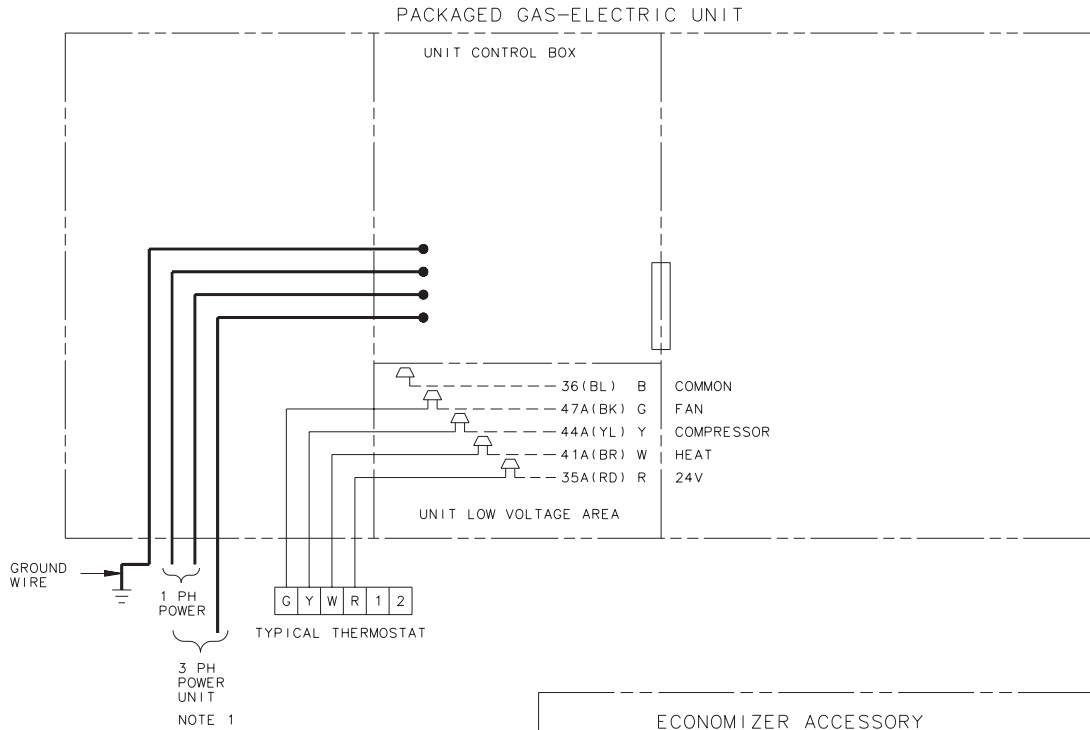 PACKAGED GAS-ELECTRIC UNIT
UNIT CONTROL BOX
36(BL) B COMMON
47A(BK) G FAN
44A(YL) Y COMPRESSOR
41A(BR) W HEAT
35A(RD) R 24V
UNIT LOW VOLTAGE AREA
GROUND
WIRE
1 PH
POWER
G Y W R 1 2
TYPICAL THERMOSTAT
3 PH
POWER
UNIT
NOTE 1
ECONOMIZER ACCESSORY